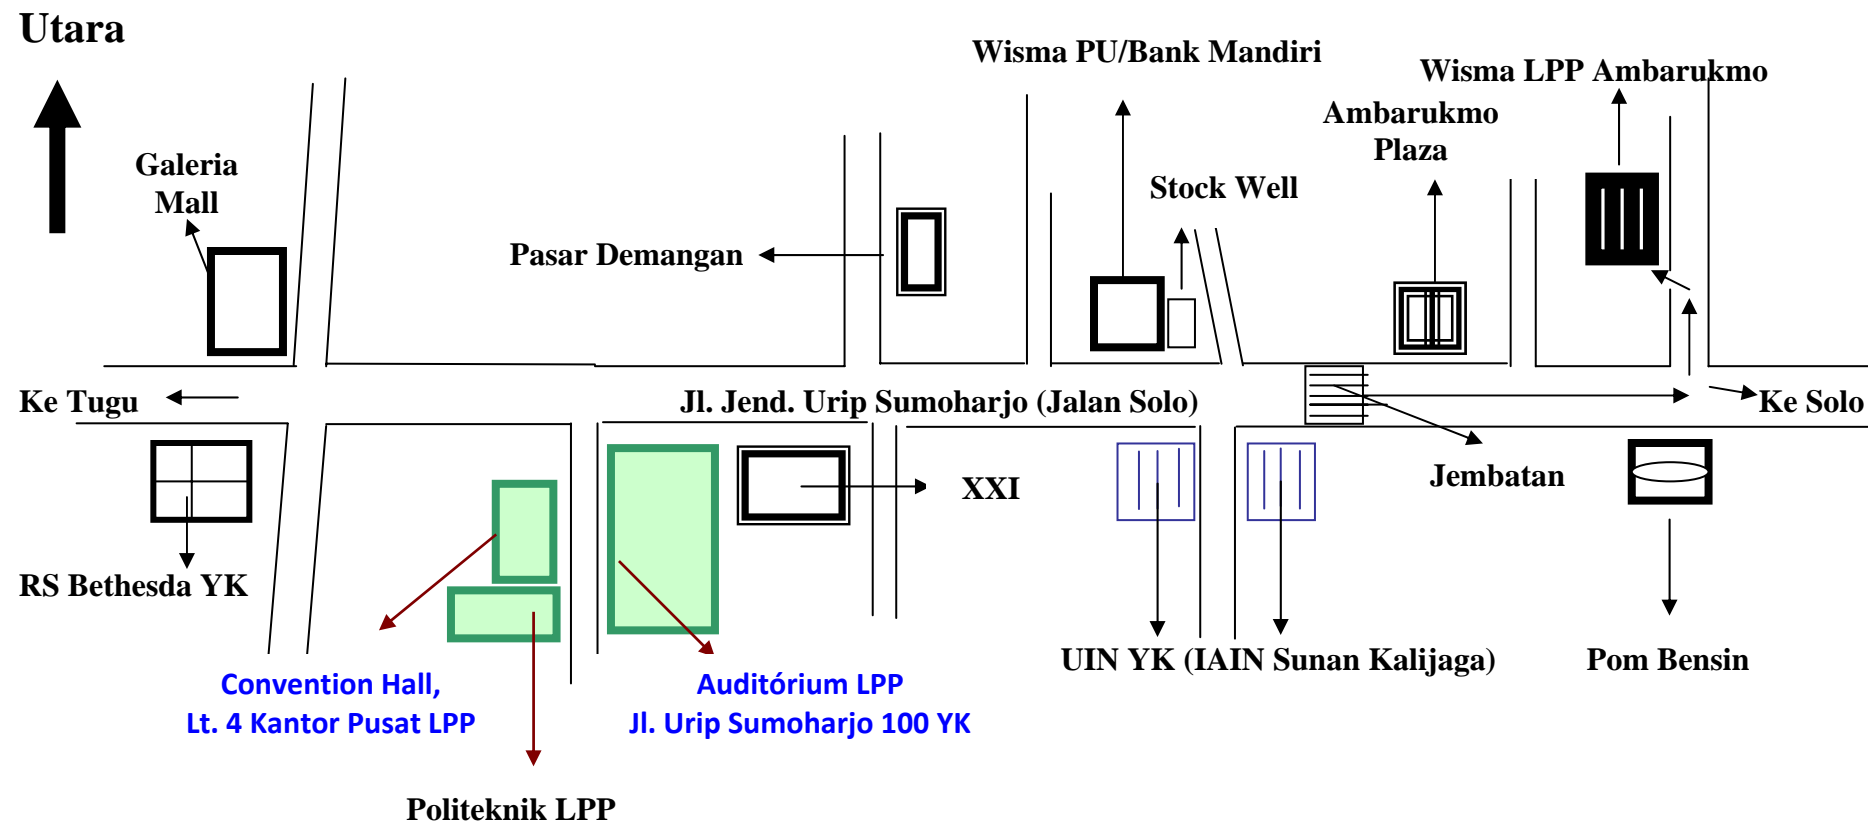 Utara
Wisma PU/Bank Mandiri
Wisma LPP Ambarukmo
Ambarukmo
Plaza
Galeria
Mall
Stock Well
Pasar Demangan
Ke Tugu
Jl. Jend. Urip Sumoharjo (Jalan Solo)
Ke Solo
Jembatan
XXI
RS Bethesda YK
UIN YK (IAIN Sunan Kalijaga)
Pom Bensin
Convention Hall,
Lt. 4 Kantor Pusat LPP
Auditórium LPP
Jl. Urip Sumoharjo 100 YK
Politeknik LPP